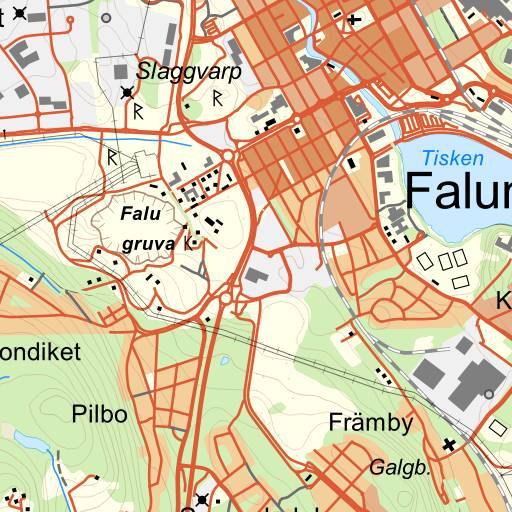 Slaggvarp
Tisken
Falun
Falu
gruva
K
ondiket
Pilbo
Främby
Galgb.